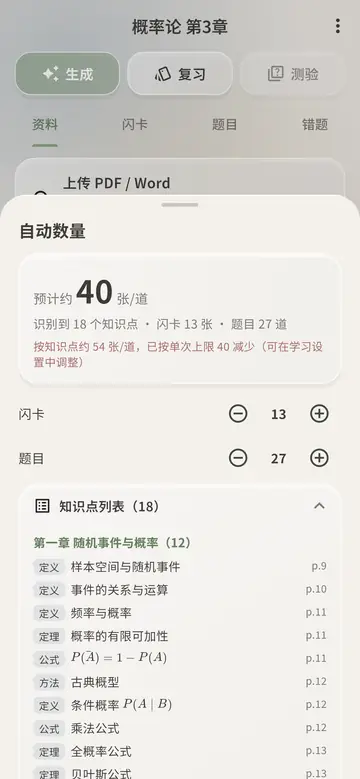 概率论 第3章
生成
复习
测验
资料
闪卡
题目
错题
上传 PDF / Word
自动数量
预计约 40 张/道
识别到 18 个知识点 · 闪卡 13 张 · 题目 27 道
按知识点约 54 张/道，已按单次上限 40 减少（可在学习设
置中调整）
闪卡 13
题目 27
知识点列表（18）
第一章 随机事件与概率（12）
定义 样本空间与随机事件 p.9
定义 事件的关系与运算 p.10
定义 频率与概率 p.11
定理 概率的有限可加性 p.11
公式 P(Ā) = 1 − P(A) p.11
方法 古典概型 p.12
定义 条件概率 P(A | B) p.12
公式 乘法公式 p.12
定理 全概率公式 p.13
定理 贝叶斯公式 p.13